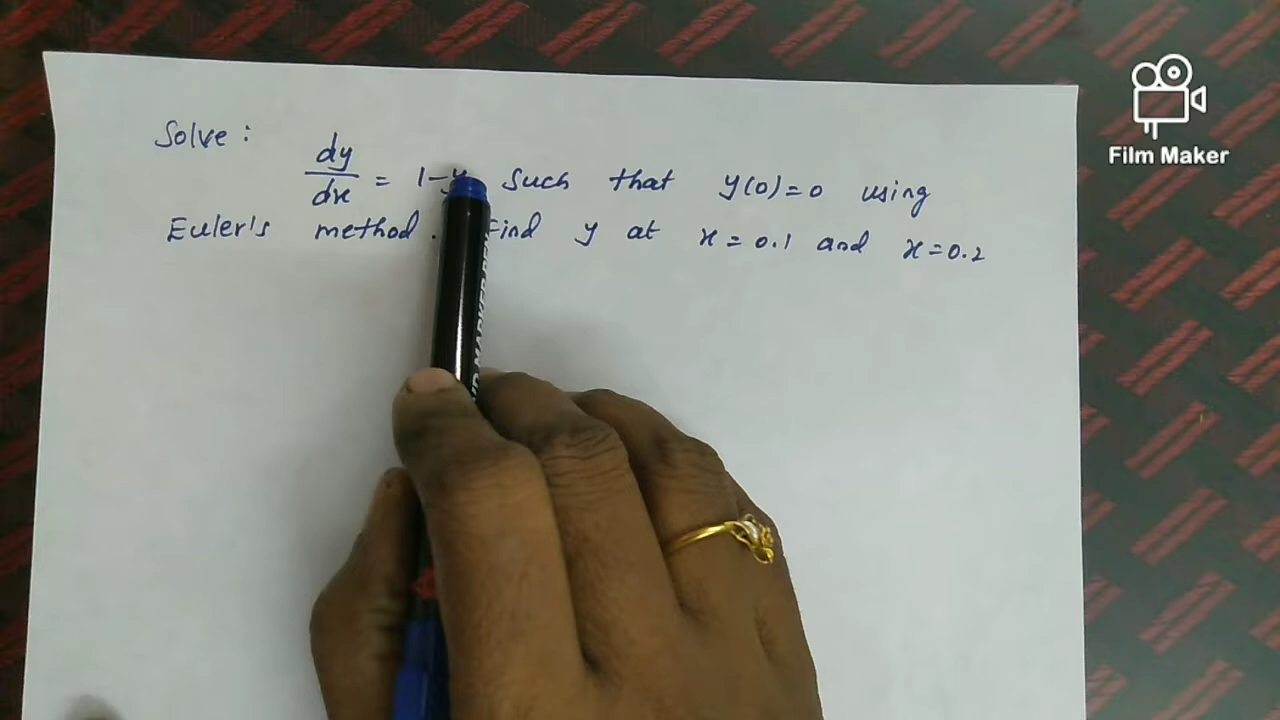 Solve :
dy/dx = 1-y such that y(0)=0 using
Euler's method. Find y at x = 0.1 and x = 0.2
Film Maker